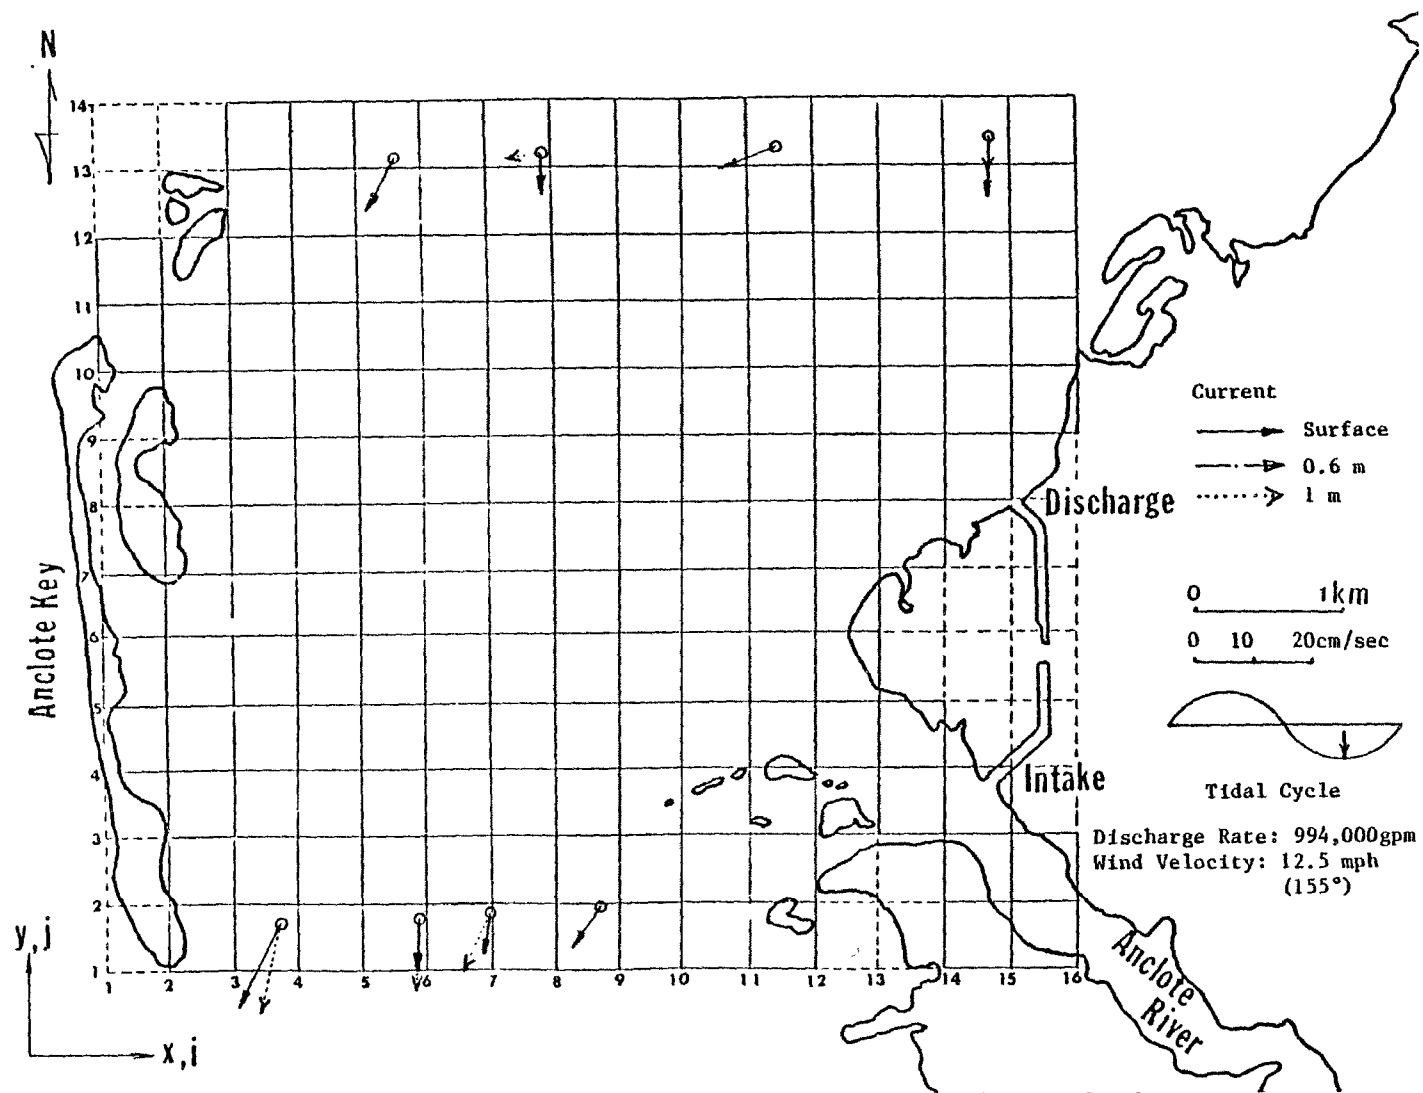 N
14
13
12
11
10
9
8
7
6
5
4
3
2
1
1 2 3 4 5 6 7 8 9 10 11 12 13 14 15 16
Anclote Key
y,j
x,i
Discharge
Intake
Anclote
River
Current
Surface
0.6 m
1 m
0 1km
0 10 20cm/sec
Tidal Cycle
Discharge Rate: 994,000gpm
Wind Velocity: 12.5 mph
(155°)